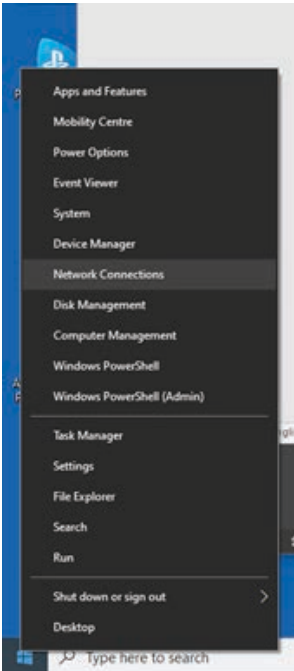 Apps and Features
Mobility Centre
Power Options
Event Viewer
System
Device Manager
Network Connections
Disk Management
Computer Management
Windows PowerShell
Windows PowerShell (Admin)
Task Manager
Settings
File Explorer
Search
Run
Shut down or sign out
Desktop
Type here to search